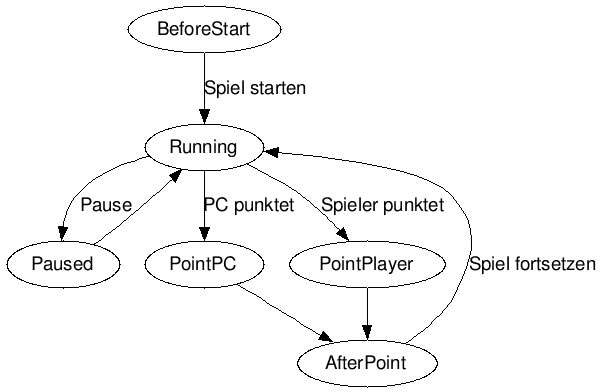 BeforeStart
Spiel starten
Running
Pause
PC punktet
Spieler punktet
Paused
PointPC
PointPlayer
Spiel fortsetzen
AfterPoint